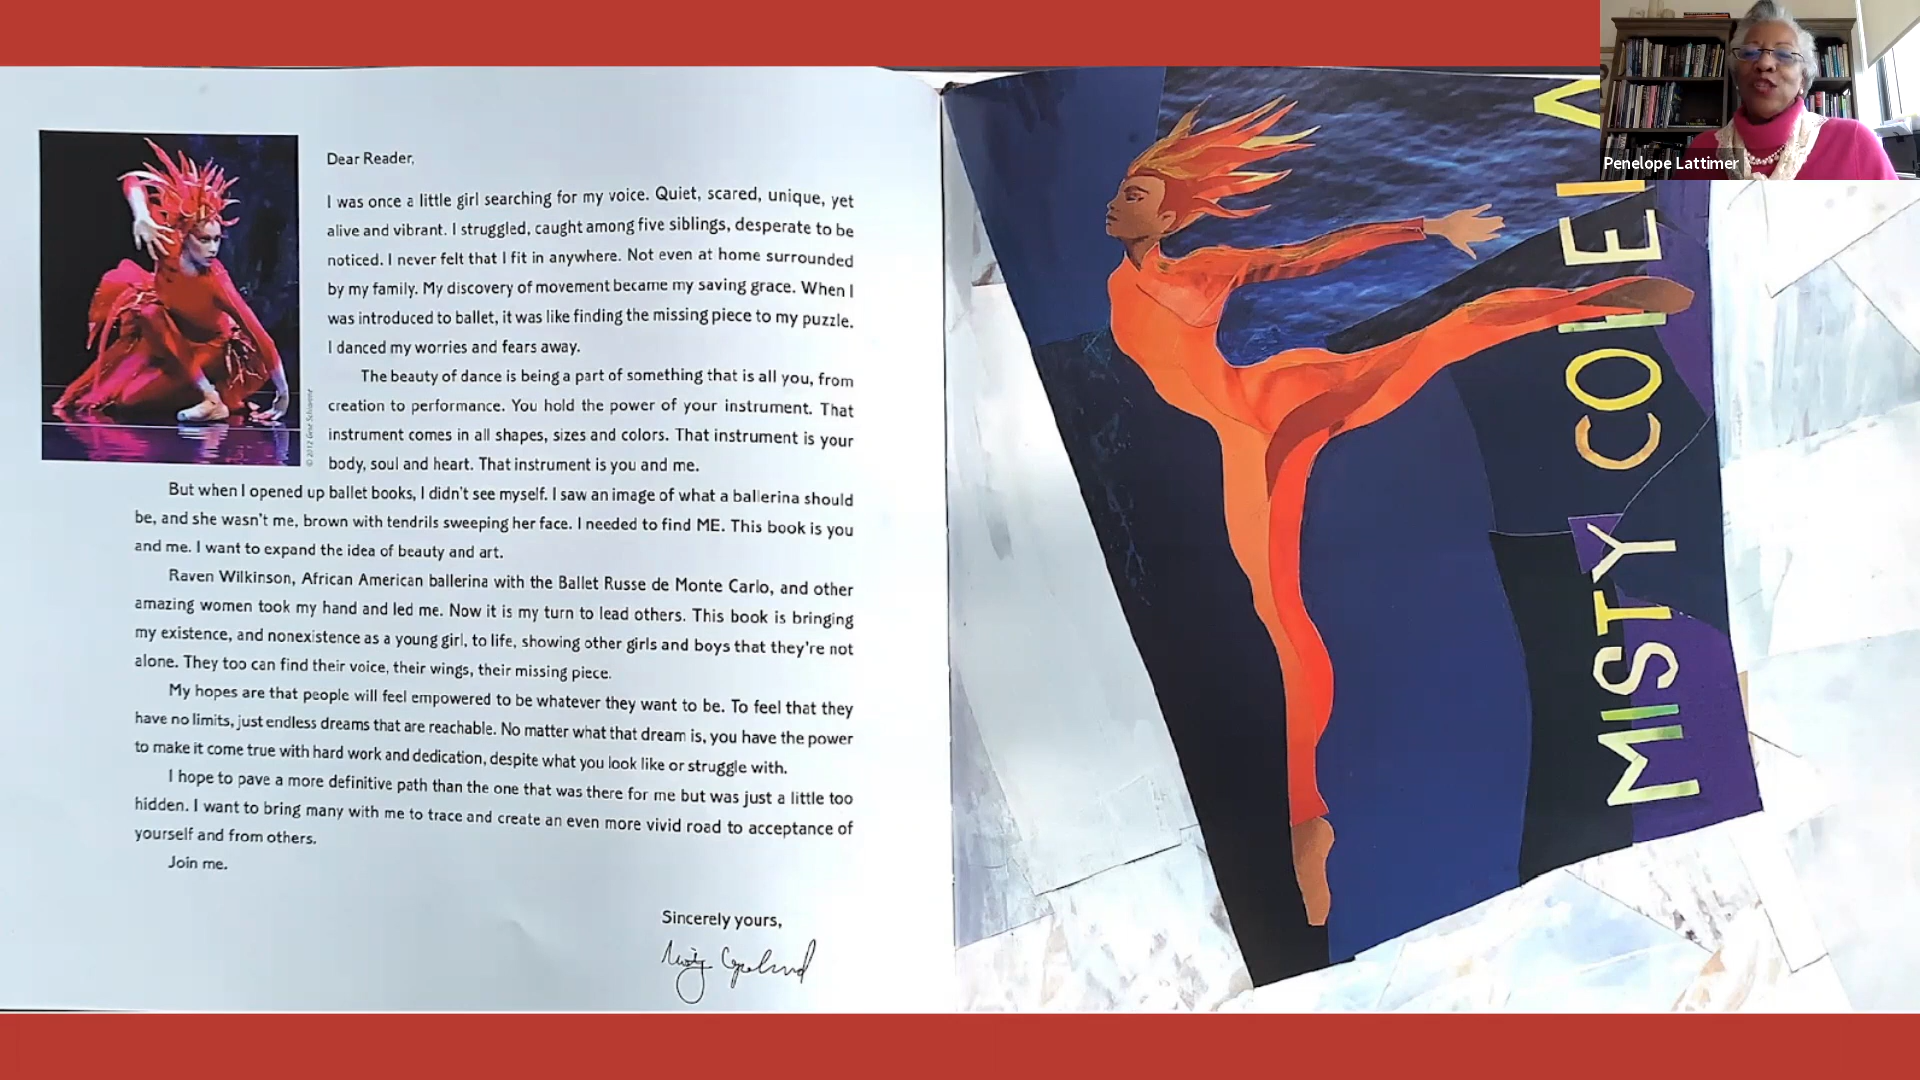 Dear Reader,
I was once a little girl searching for my voice. Quiet, scared, unique, yet
alive and vibrant. I struggled, caught among five siblings, desperate to be
noticed. I never felt that I fit in anywhere. Not even at home surrounded
by my family. My discovery of movement became my saving grace. When I
was introduced to ballet, it was like finding the missing piece to my puzzle.
I danced my worries and fears away.
The beauty of dance is being a part of something that is all you, from
creation to performance. You hold the power of your instrument. That
instrument comes in all shapes, sizes and colors. That instrument is your
body, soul and heart. That instrument is you and me.
But when I opened up ballet books, I didn't see myself. I saw an image of what a ballerina should
be, and she wasn't me, brown with tendrils sweeping her face. I needed to find ME. This book is you
and me. I want to expand the idea of beauty and art.
Raven Wilkinson, African American ballerina with the Ballet Russe de Monte Carlo, and other
amazing women took my hand and led me. Now it is my turn to lead others. This book is bringing
my existence, and nonexistence as a young girl, to life, showing other girls and boys that they're not
alone. They too can find their voice, their wings, their missing piece.
My hopes are that people will feel empowered to be whatever they want to be. To feel that they
have no limits, just endless dreams that are reachable. No matter what that dream is, you have the power
to make it come true with hard work and dedication, despite what you look like or struggle with.
I hope to pave a more definitive path than the one that was there for me but was just a little too
hidden. I want to bring many with me to trace and create an even more vivid road to acceptance of
yourself and from others.
Join me.
Sincerely yours,
Misty Copeland
© 2012 Gene Schiavone
MISTY COPELA
Penelope Lattimer